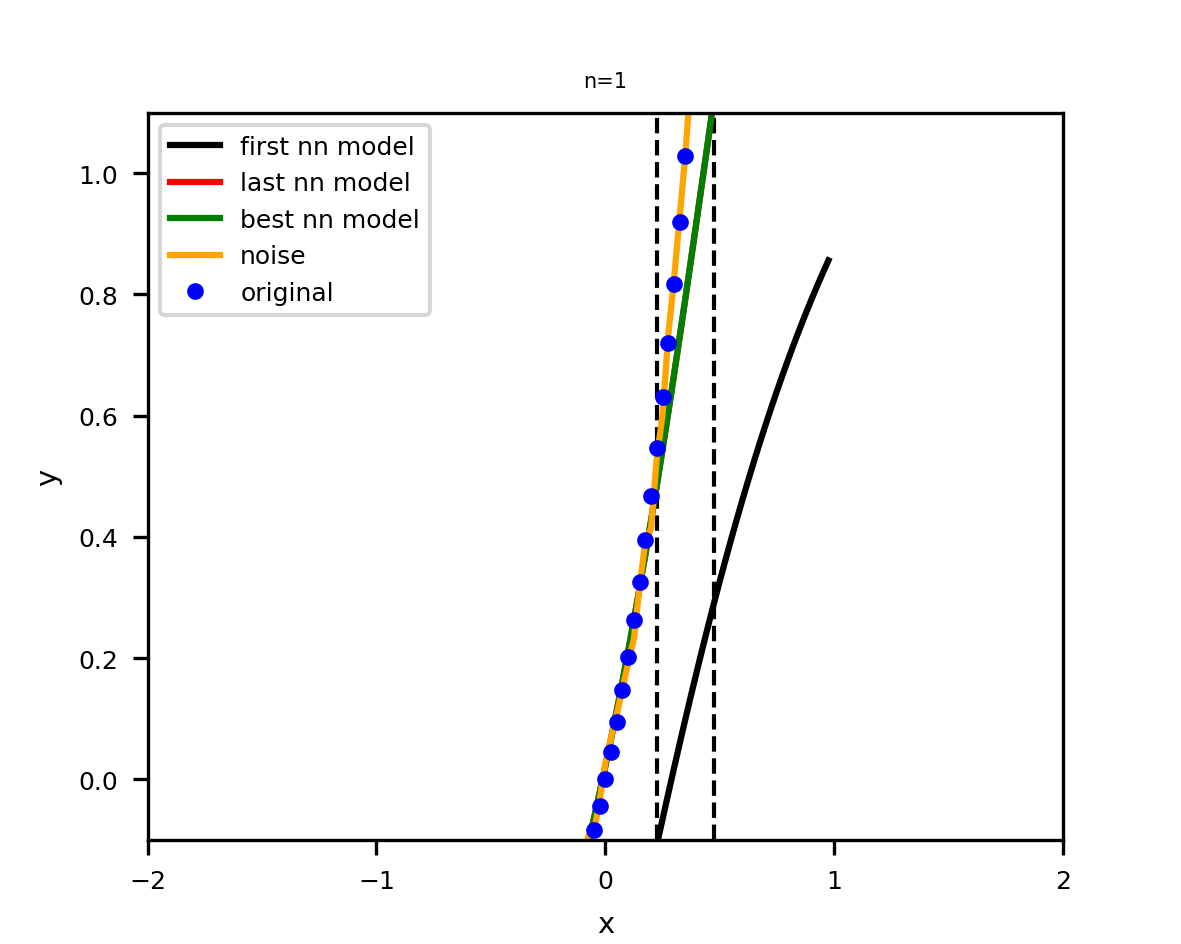 n=1
first nn model
last nn model
best nn model
noise
original
1.0
0.8
0.6
0.4
0.2
0.0
y
−2 −1 0 1 2
x